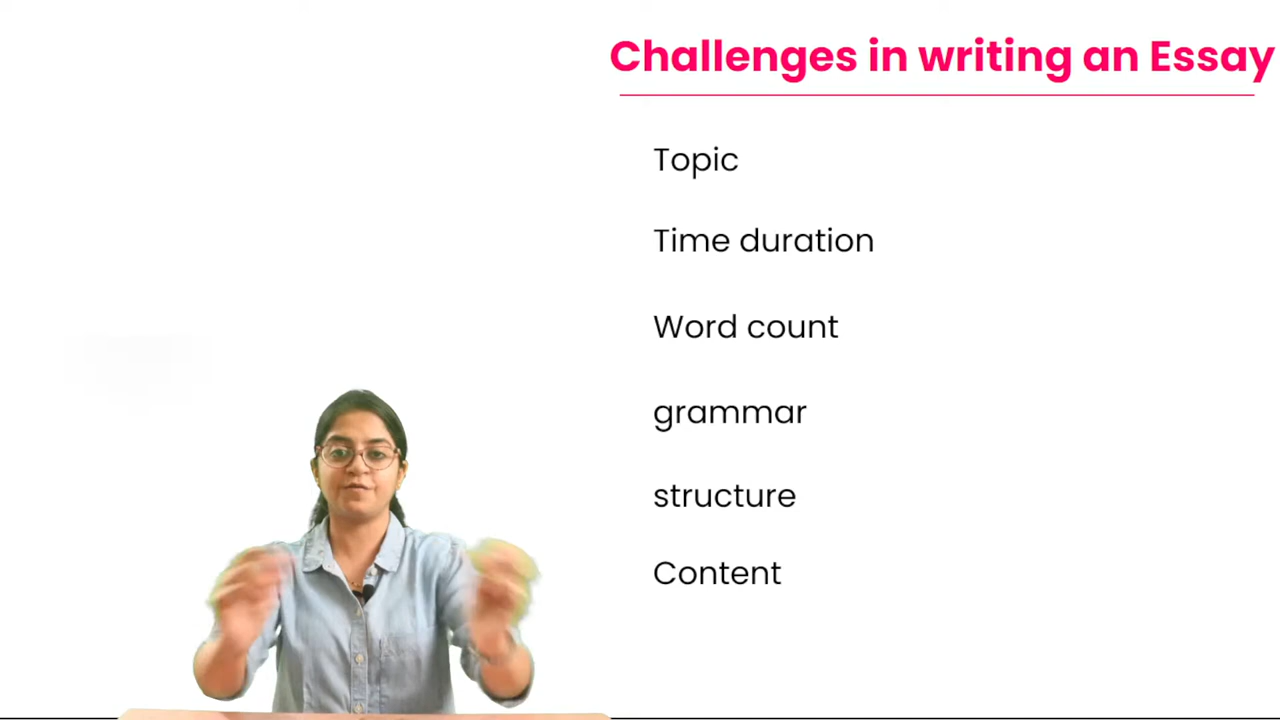 Challenges in writing an Essay
Topic
Time duration
Word count
grammar
structure
Content